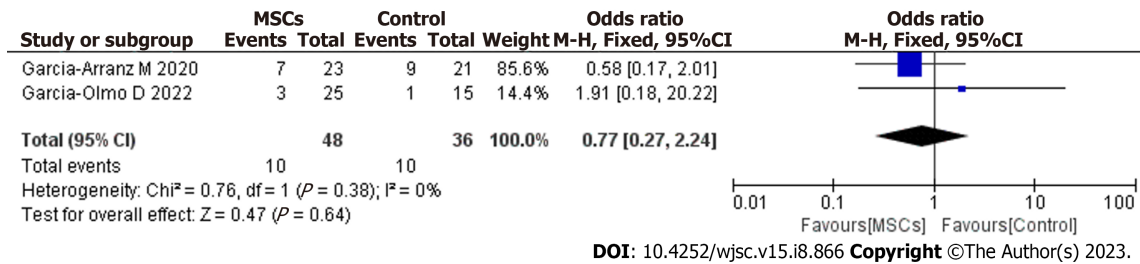 MSCs Control Odds ratio Odds ratio
Study or subgroup Events Total Events Total Weight M-H, Fixed, 95%CI M-H, Fixed, 95%CI
Garcia-Arranz M 2020 7 23 9 21 85.6% 0.58 [0.17, 2.01]
Garcia-Olmo D 2022 3 25 1 15 14.4% 1.91 [0.18, 20.22]
Total (95% CI) 48 36 100.0% 0.77 [0.27, 2.24]
Total events 10 10
Heterogeneity: Chi² = 0.76, df = 1 (P = 0.38); I² = 0%
Test for overall effect: Z = 0.47 (P = 0.64)
0.01 0.1 1 10 100
Favours[MSCs] Favours[Control]
DOI: 10.4252/wjsc.v15.i8.866 Copyright ©The Author(s) 2023.